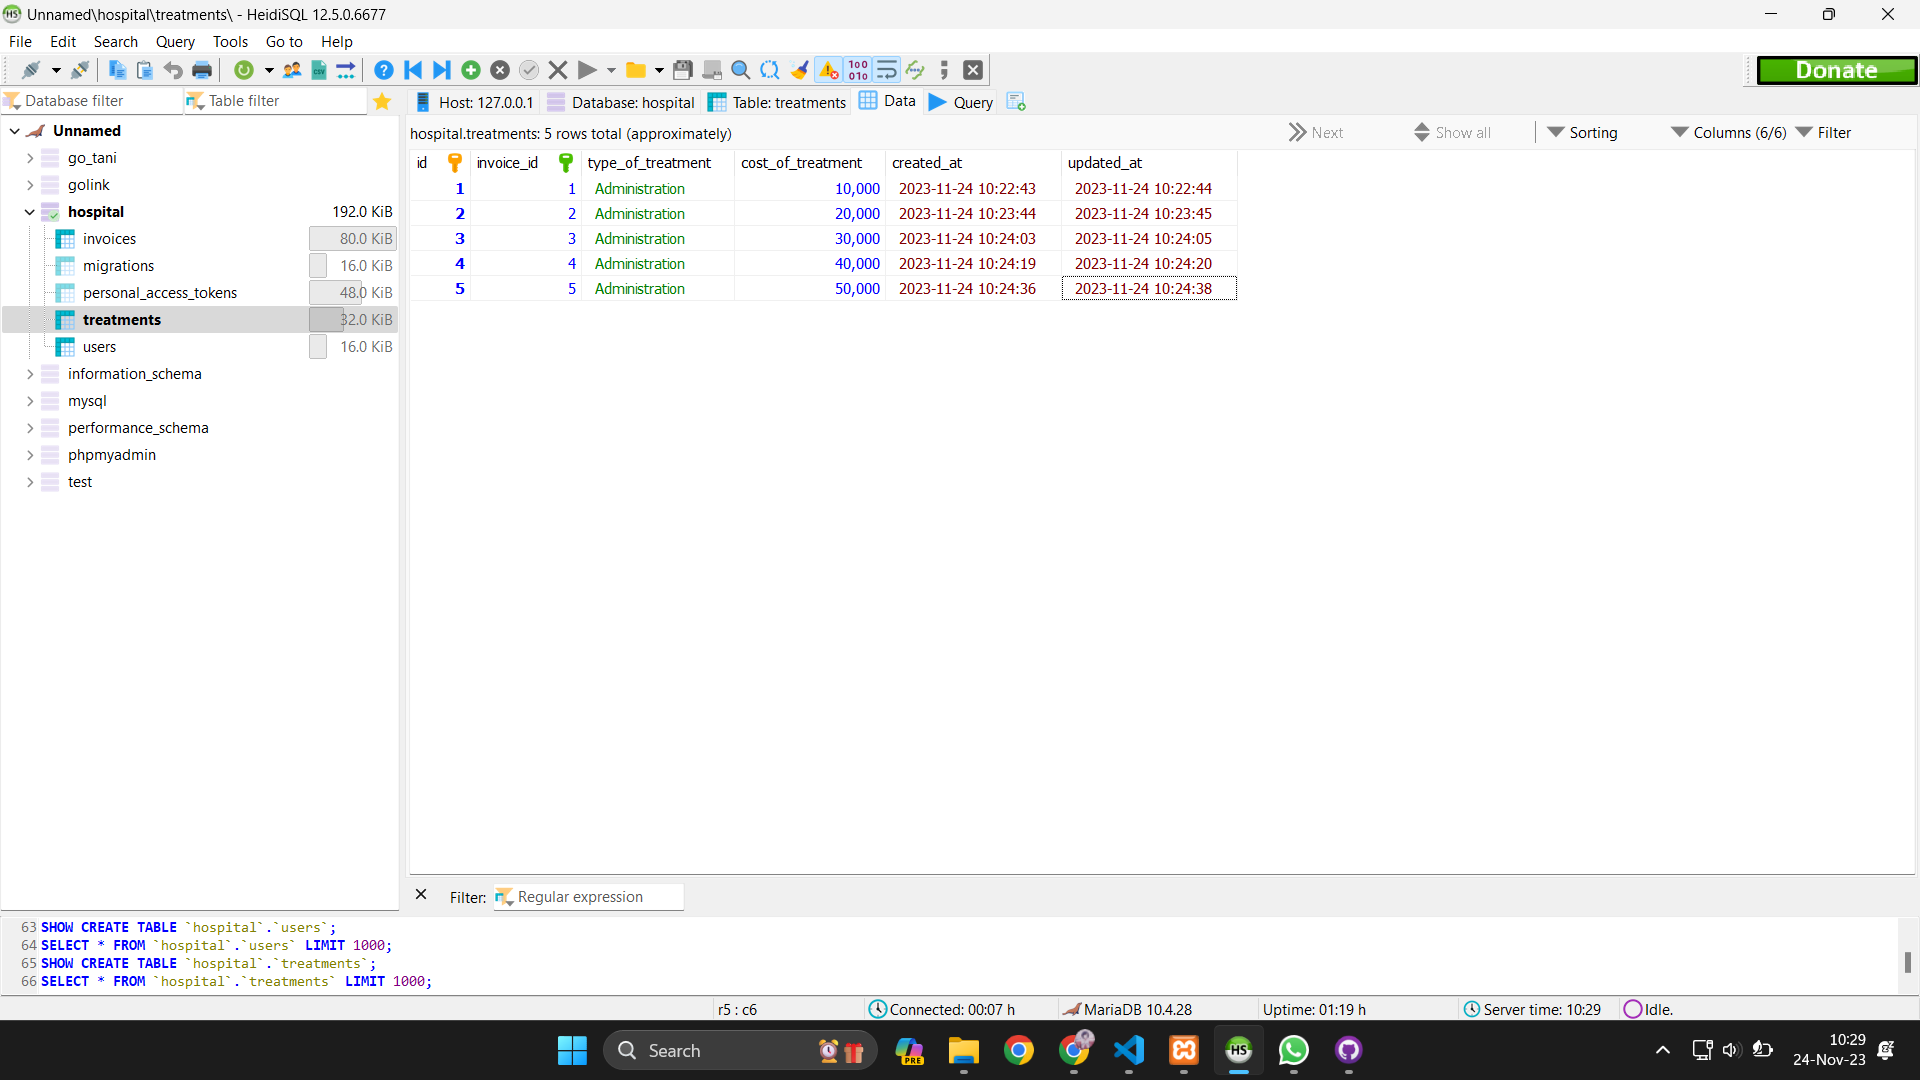 Unnamed\hospital\treatments\ - HeidiSQL 12.5.0.6677
File Edit Search Query Tools Go to Help
Donate
Database filter Table filter
Host: 127.0.0.1 Database: hospital Table: treatments Data Query
hospital.treatments: 5 rows total (approximately) Next Show all Sorting Columns (6/6) Filter
Unnamed
go_tani
golink
hospital 192.0 KiB
invoices 80.0 KiB
migrations 16.0 KiB
personal_access_tokens 48.0 KiB
treatments 32.0 KiB
users 16.0 KiB
information_schema
mysql
performance_schema
phpmyadmin
test
id invoice_id type_of_treatment cost_of_treatment created_at updated_at
1 1 Administration 10,000 2023-11-24 10:22:43 2023-11-24 10:22:44
2 2 Administration 20,000 2023-11-24 10:23:44 2023-11-24 10:23:45
3 3 Administration 30,000 2023-11-24 10:24:03 2023-11-24 10:24:05
4 4 Administration 40,000 2023-11-24 10:24:19 2023-11-24 10:24:20
5 5 Administration 50,000 2023-11-24 10:24:36 2023-11-24 10:24:38
Filter: Regular expression
63 SHOW CREATE TABLE `hospital`.`users`;
64 SELECT * FROM `hospital`.`users` LIMIT 1000;
65 SHOW CREATE TABLE `hospital`.`treatments`;
66 SELECT * FROM `hospital`.`treatments` LIMIT 1000;
r5 : c6 Connected: 00:07 h MariaDB 10.4.28 Uptime: 01:19 h Server time: 10:29 Idle.
Search
PRE
HS
10:29
24-Nov-23